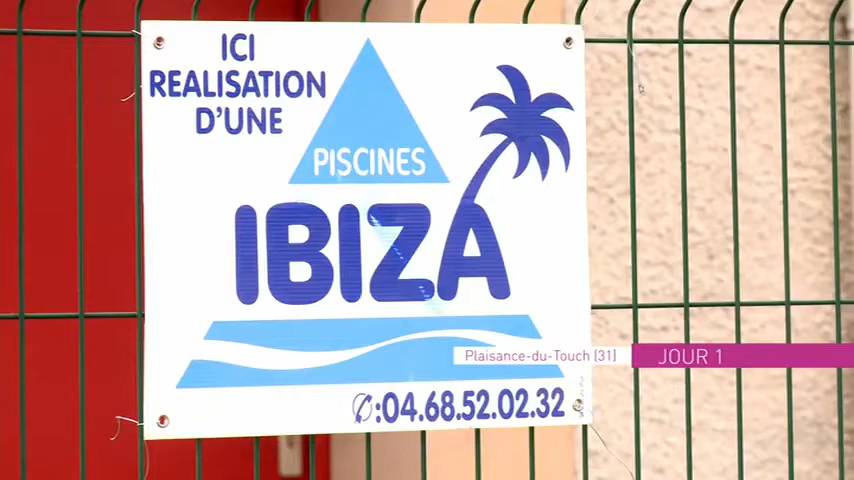 ICI
REALISATION
D'UNE
PISCINES
IBIZA
Plaisance-du-Touch (31) JOUR 1
✆:04.68.52.02.32